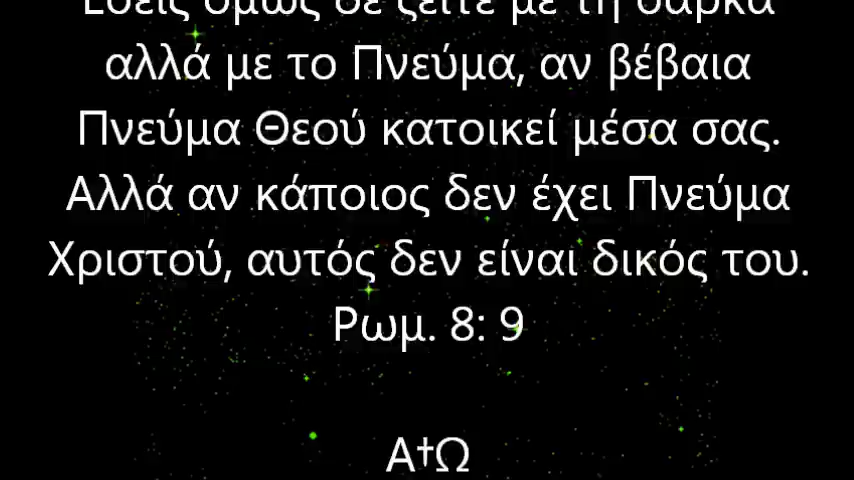 Εσείς όμως δε ζείτε με τη σάρκα
αλλά με το Πνεύμα, αν βέβαια
Πνεύμα Θεού κατοικεί μέσα σας.
Αλλά αν κάποιος δεν έχει Πνεύμα
Χριστού, αυτός δεν είναι δικός του.
Ρωμ. 8: 9
Α†Ω